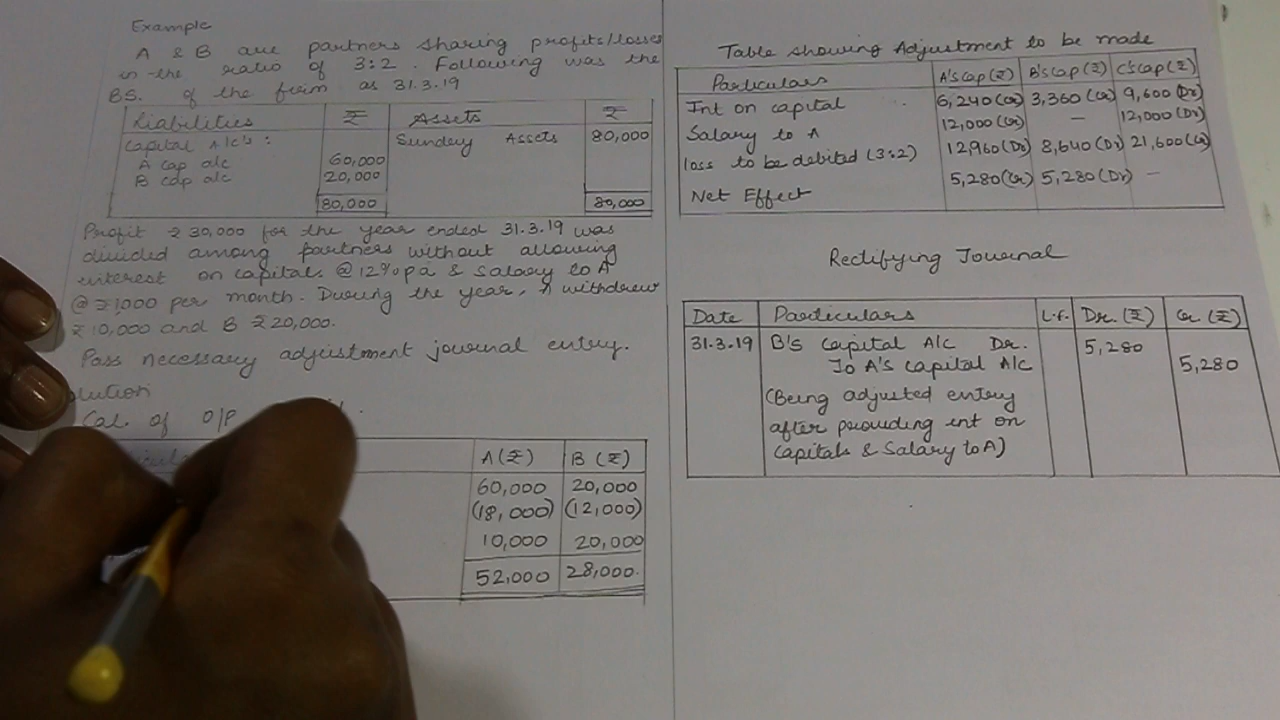 Example
A & B are partners sharing profits/losses
in the ratio of 3:2. Following was the
BS. of the firm as 31.3.19
Liabilities ₹ Assets ₹
Capital A/c's: Sundry Assets 80,000
A cap a/c 60,000
B cap a/c 20,000
80,000 80,000
Profit ₹ 30,000 for the year ended 31.3.19 was
divided among partners without allowing
interest on capitals @ 12% pa & Salary to A
@ ₹1,000 per month. During the year, A withdrew
₹ 10,000 and B ₹ 20,000.
Pass necessary adjustment journal entry.
lution
Cal. of O/P
A (₹) B (₹)
60,000 20,000
(18,000) (12,000)
10,000 20,000
52,000 28,000.
Table showing Adjustment to be made
Particulars A's Cap (₹) B's Cap (₹) C's Cap (₹)
Int on capital 6,240 (Cr) 3,360 (Cr) 9,600 (Dr)
Salary to A 12,000 (Cr) - 12,000 (Dr)
loss to be debited (3:2) 12,960 (Dr) 8,640 (Dr) 21,600 (Cr)
Net Effect 5,280 (Cr) 5,280 (Dr) -
Rectifying Journal
Date Particulars L.f. Dr. (₹) Cr (₹)
31.3.19 B's Capital A/c Dr. 5,280
To A's capital A/c 5,280
(Being adjusted entry
after providing int on
capitals & Salary to A)